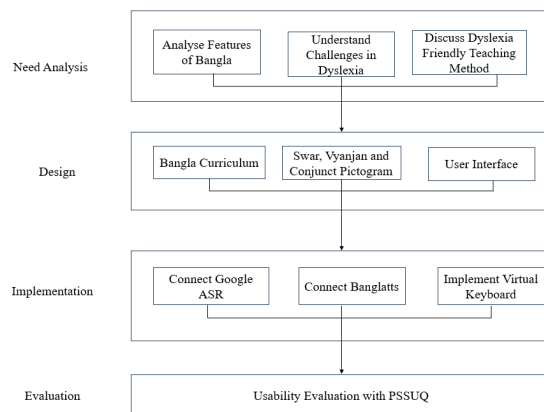 Need Analysis
Analyse Features
of Bangla
Understand
Challenges in
Dyslexia
Discuss Dyslexia
Friendly Teaching
Method
Design
Bangla Curriculum
Swar, Vyanjan and
Conjunct Pictogram
User Interface
Implementation
Connect Google
ASR
Connect Banglatts
Implement Virtual
Keyboard
Evaluation
Usability Evaluation with PSSUQ